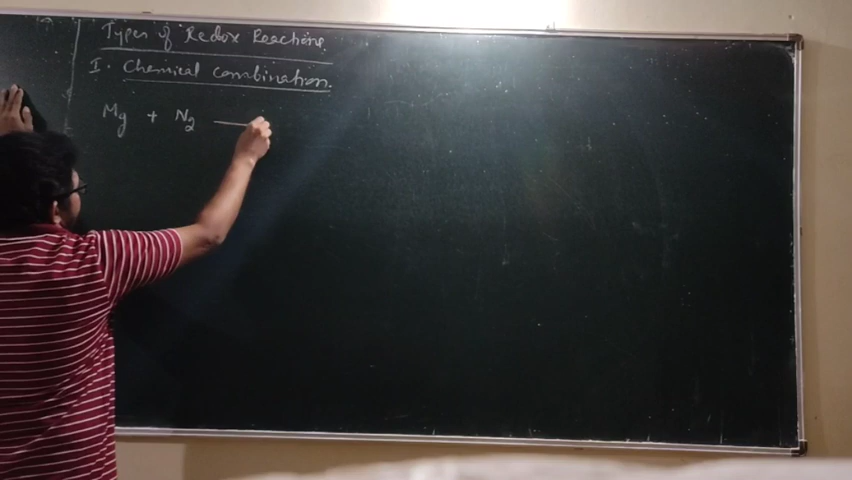 Types of Redox Reactions
I. Chemical combination.
Mg + N2 —